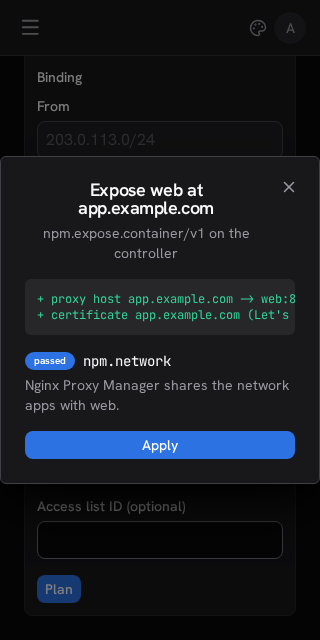 A
Binding
From
203.0.113.0/24
Expose web at
app.example.com
npm.expose.container/v1 on the
controller
+ proxy host app.example.com -> web:8
+ certificate app.example.com (Let's
passed npm.network
Nginx Proxy Manager shares the network
apps with web.
Apply
Access list ID (optional)
Plan